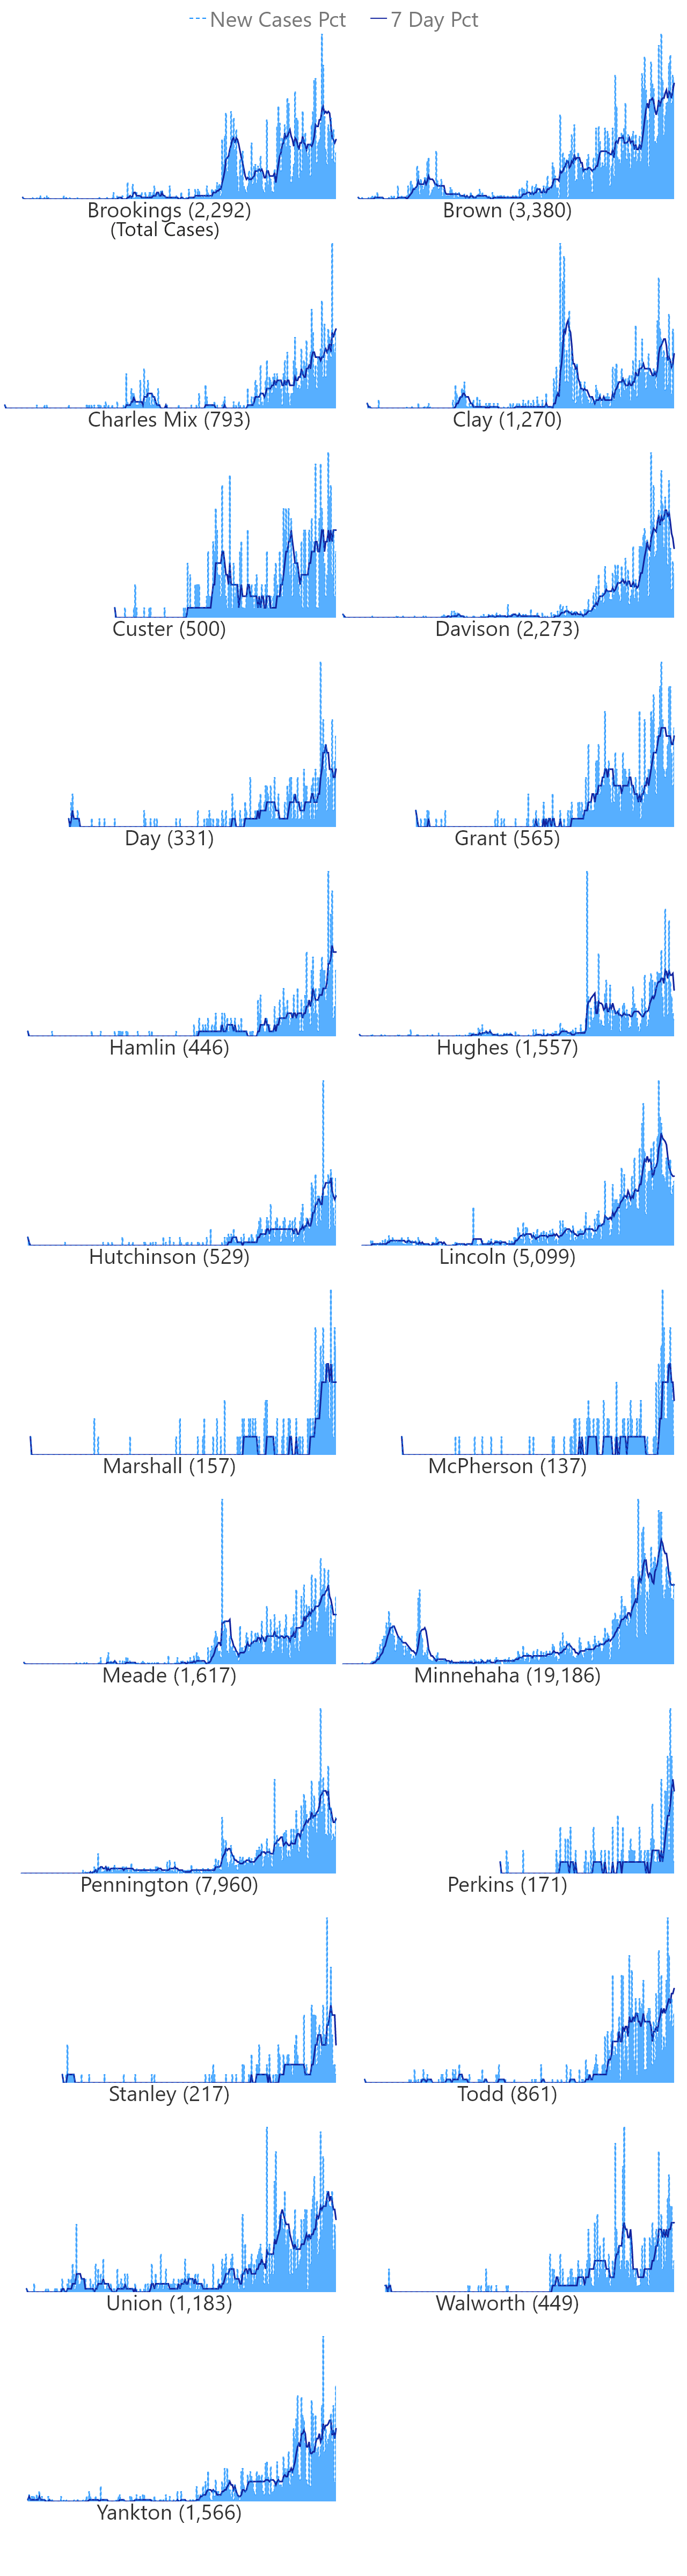 New Cases Pct 7 Day Pct
Brookings (2,292) Brown (3,380)
(Total Cases)
Charles Mix (793) Clay (1,270)
Custer (500) Davison (2,273)
Day (331) Grant (565)
Hamlin (446) Hughes (1,557)
Hutchinson (529) Lincoln (5,099)
Marshall (157) McPherson (137)
Meade (1,617) Minnehaha (19,186)
Pennington (7,960) Perkins (171)
Stanley (217) Todd (861)
Union (1,183) Walworth (449)
Yankton (1,566)